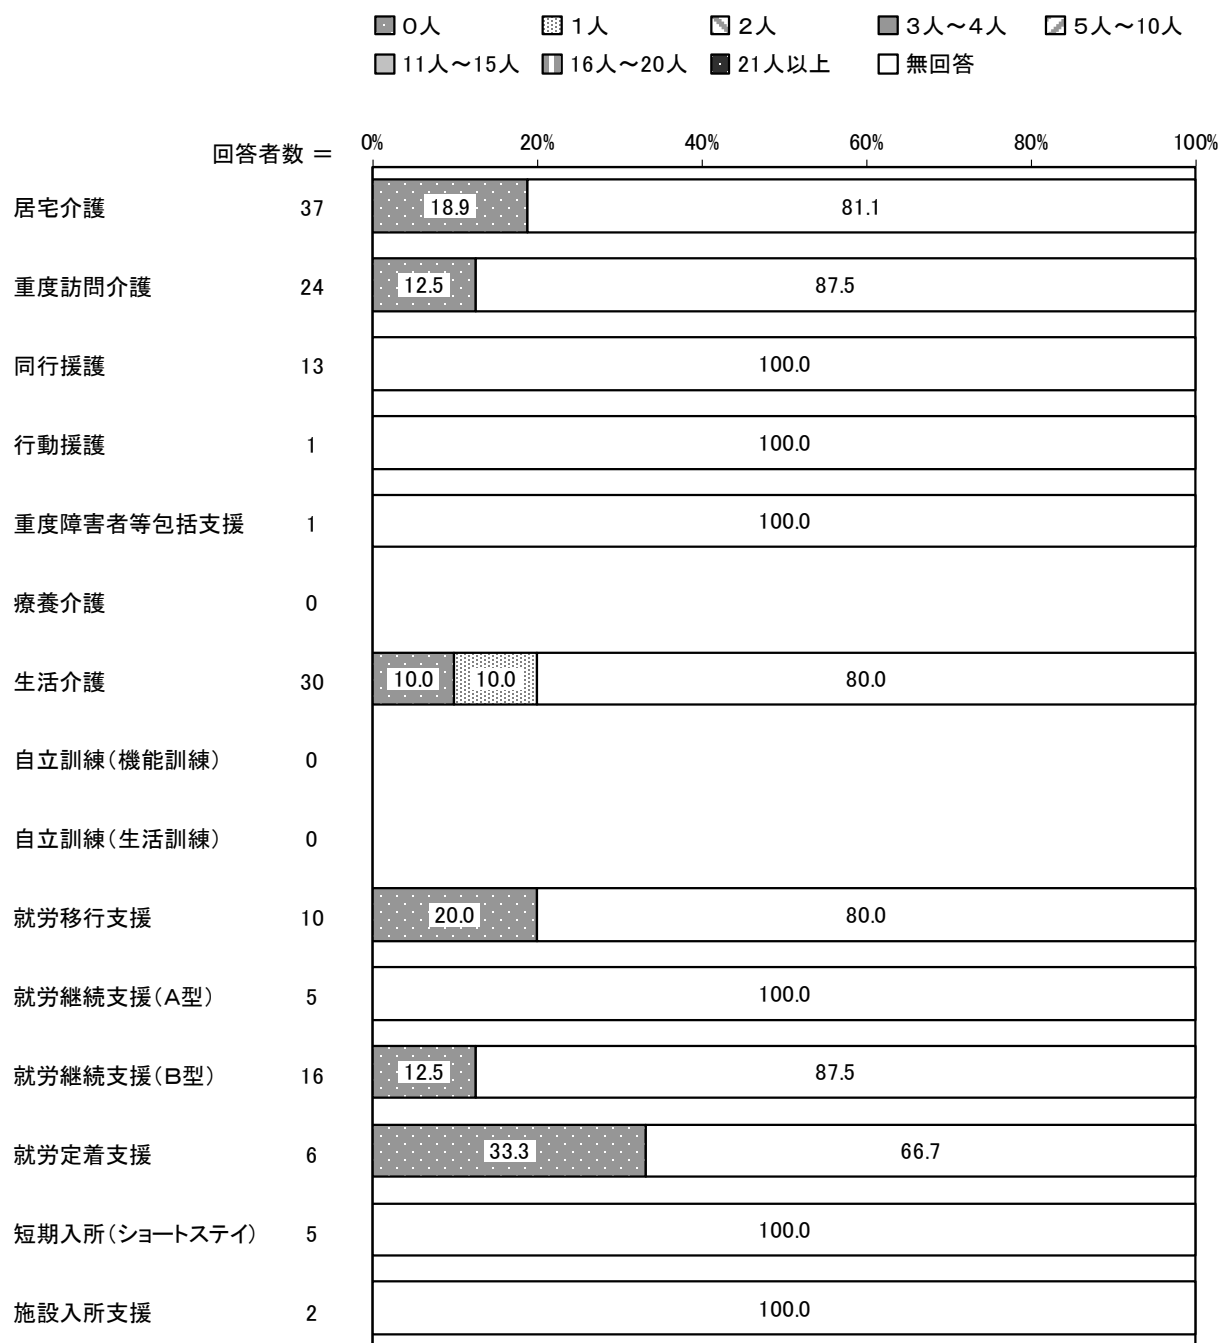 ０人 １人 ２人 ３人～４人 ５人～10人
11人～15人 16人～20人 21人以上 無回答
回答者数 ＝ 0% 20% 40% 60% 80% 100%
居宅介護 37 18.9 81.1
重度訪問介護 24 12.5 87.5
同行援護 13 100.0
行動援護 1 100.0
重度障害者等包括支援 1 100.0
療養介護 0
生活介護 30 10.0 10.0 80.0
自立訓練（機能訓練） 0
自立訓練（生活訓練） 0
就労移行支援 10 20.0 80.0
就労継続支援（Ａ型） 5 100.0
就労継続支援（Ｂ型） 16 12.5 87.5
就労定着支援 6 33.3 66.7
短期入所（ショートステイ） 5 100.0
施設入所支援 2 100.0